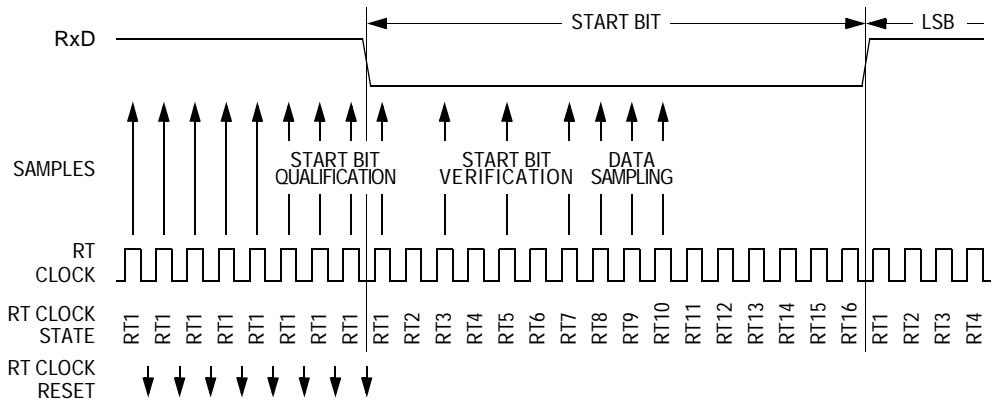 START BIT LSB
RxD
SAMPLES
START BIT QUALIFICATION
START BIT VERIFICATION
DATA SAMPLING
RT CLOCK
RT CLOCK STATE
RT1 RT1 RT1 RT1 RT1 RT1 RT1 RT1 RT1 RT2 RT3 RT4 RT5 RT6 RT7 RT8 RT9 RT10 RT11 RT12 RT13 RT14 RT15 RT16 RT1 RT2 RT3 RT4
RT CLOCK RESET